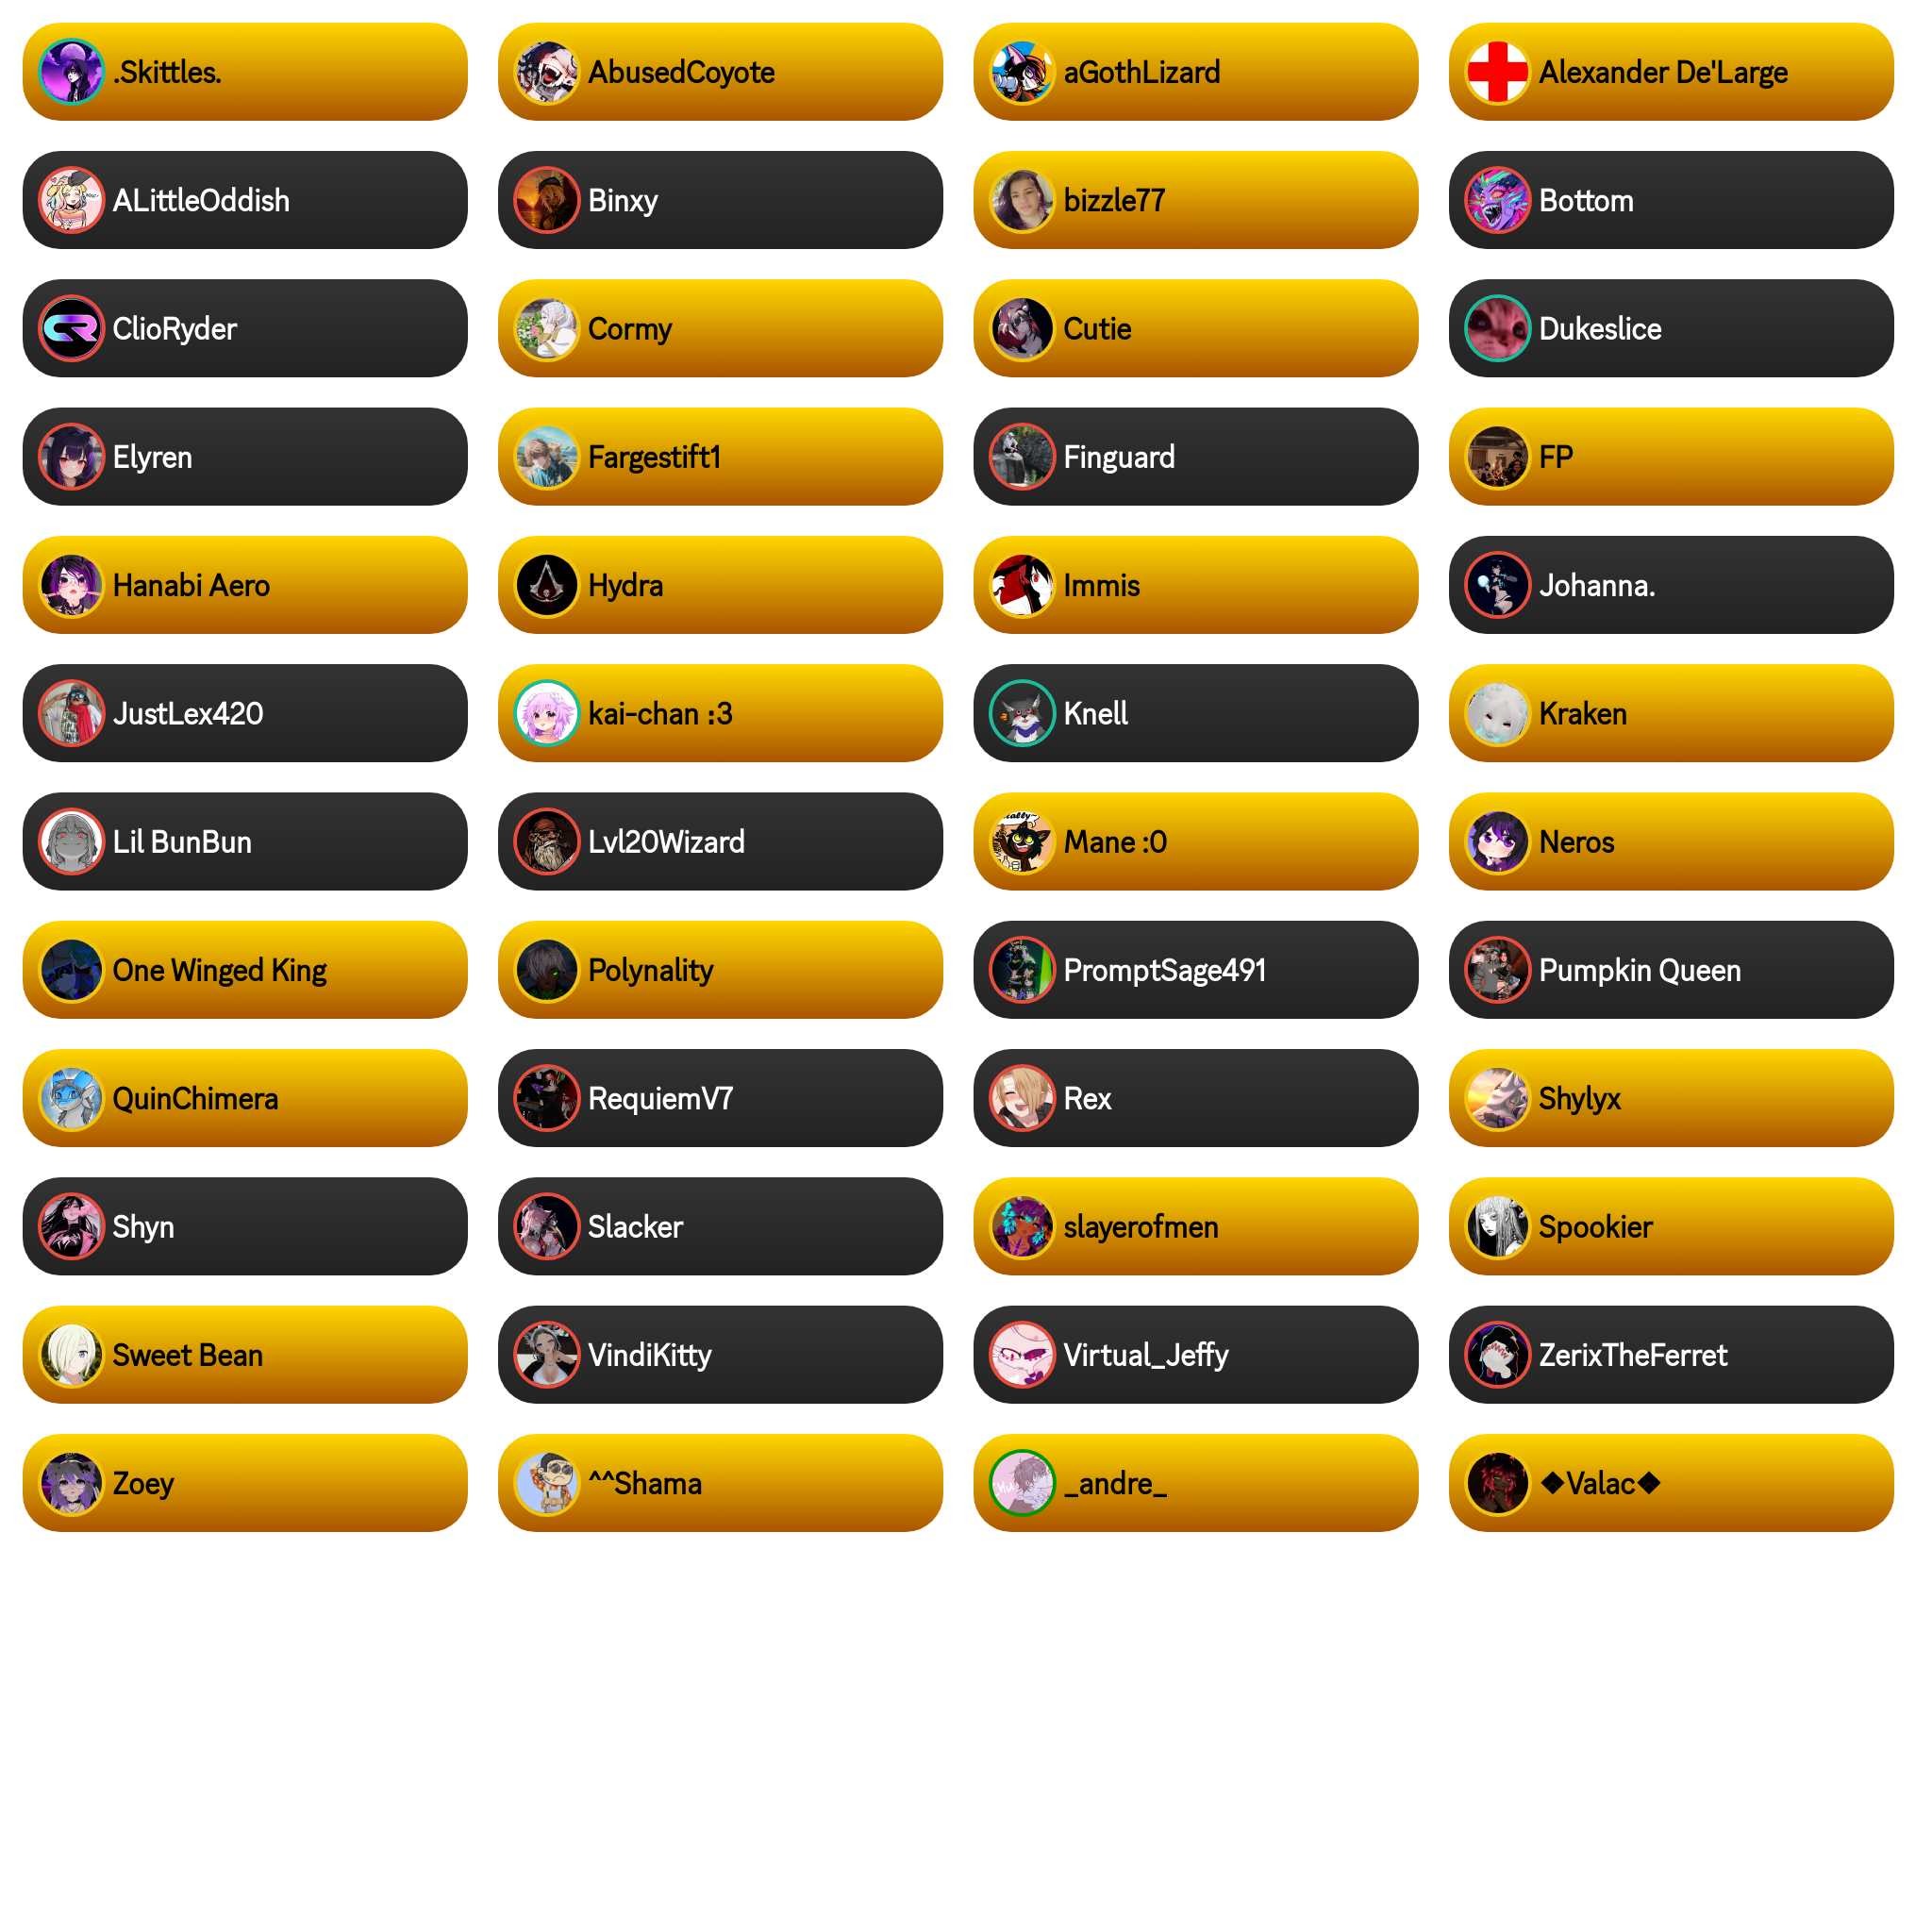 .Skittles.
AbusedCoyote
aGothLizard
Alexander De'Large
ALittleOddish
Binxy
bizzle77
Bottom
ClioRyder
Cormy
Cutie
Dukeslice
Elyren
Fargestift1
Finguard
FP
Hanabi Aero
Hydra
Immis
Johanna.
JustLex420
kai-chan :3
Knell
Kraken
Lil BunBun
Lvl20Wizard
Mane :0
Neros
One Winged King
Polynality
PromptSage491
Pumpkin Queen
QuinChimera
RequiemV7
Rex
Shylyx
Shyn
Slacker
slayerofmen
Spookier
Sweet Bean
VindiKitty
Virtual_Jeffy
ZerixTheFerret
Zoey
^^Shama
_andre_
❖Valac❖